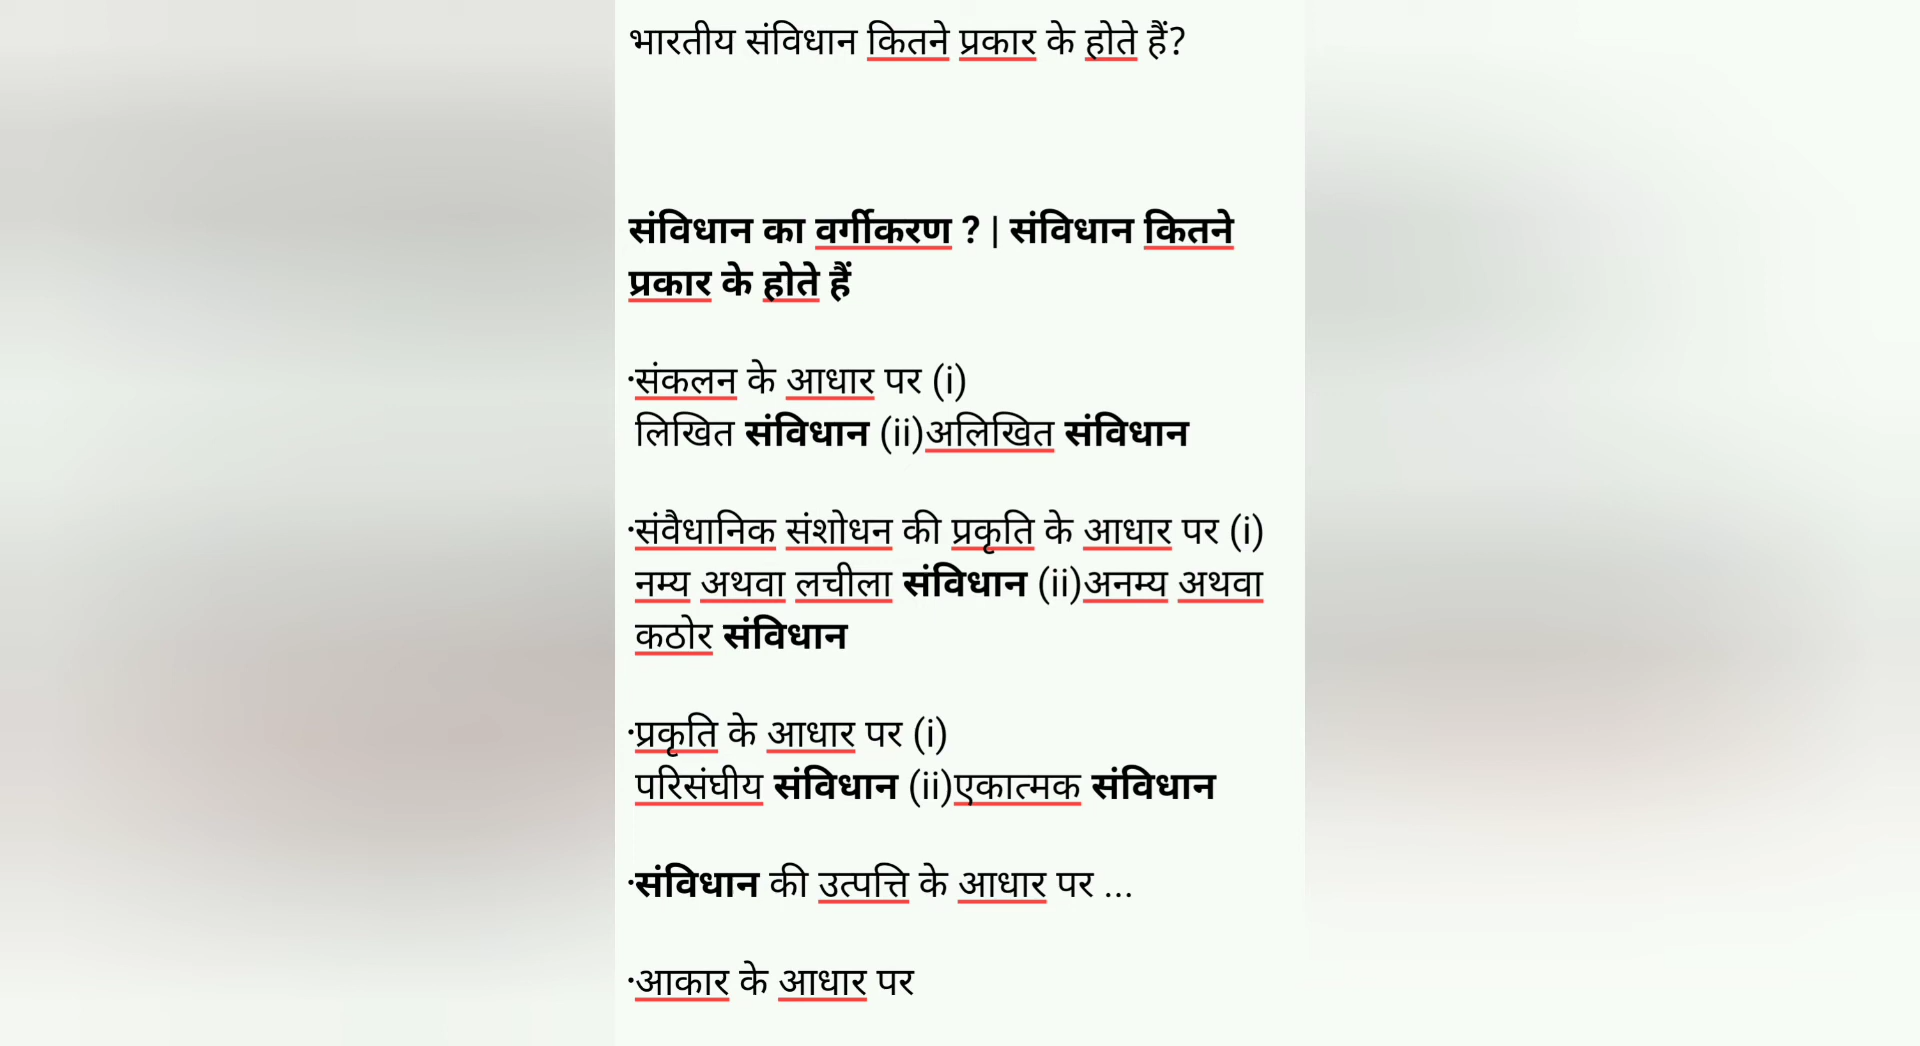 भारतीय संविधान कितने प्रकार के होते हैं?
संविधान का वर्गीकरण ? | संविधान कितने
प्रकार के होते हैं
·संकलन के आधार पर (i)
लिखित संविधान (ii)अलिखित संविधान
·संवैधानिक संशोधन की प्रकृति के आधार पर (i)
नम्य अथवा लचीला संविधान (ii)अनम्य अथवा
कठोर संविधान
·प्रकृति के आधार पर (i)
परिसंघीय संविधान (ii)एकात्मक संविधान
·संविधान की उत्पत्ति के आधार पर ...
·आकार के आधार पर